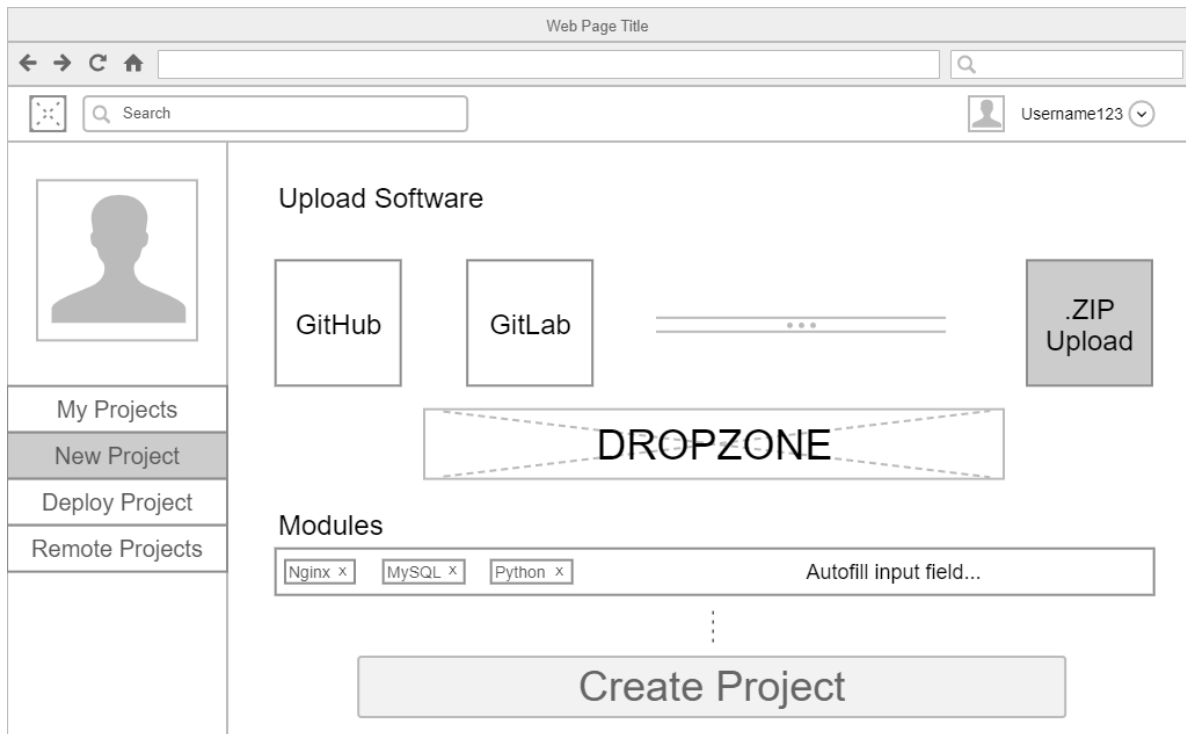 Web Page Title
Search
Username123
Upload Software
GitHub
GitLab
.ZIP
Upload
My Projects
New Project
Deploy Project
Remote Projects
DROPZONE
Modules
Nginx x MySQL x Python x Autofill input field...
Create Project